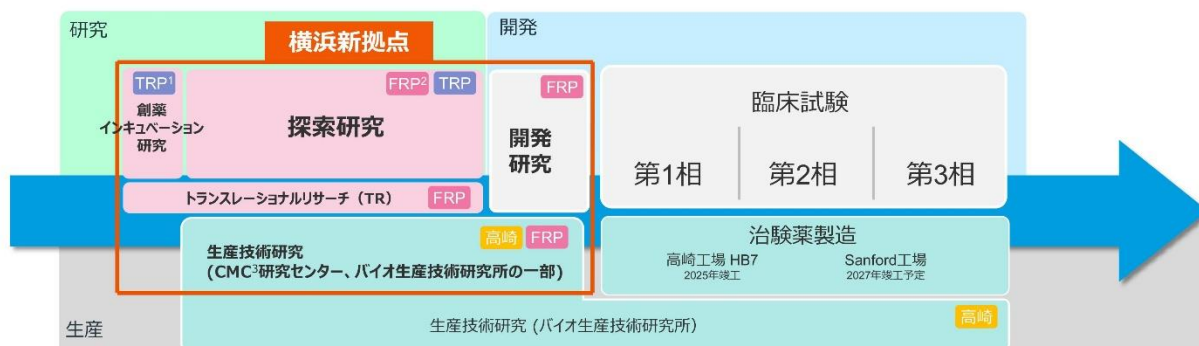 研究
開発
横浜新拠点
TRP¹
創薬
インキュベーション
研究
FRP² TRP
探索研究
FRP
開発
研究
臨床試験
第1相
第2相
第3相
トランスレーショナルリサーチ（TR） FRP
高崎 FRP
生産技術研究
(CMC³研究センター、バイオ生産技術研究所の一部)
治験薬製造
高崎工場 HB7
2025年竣工
Sanford工場
2027年竣工予定
生産
生産技術研究 (バイオ生産技術研究所)
高崎